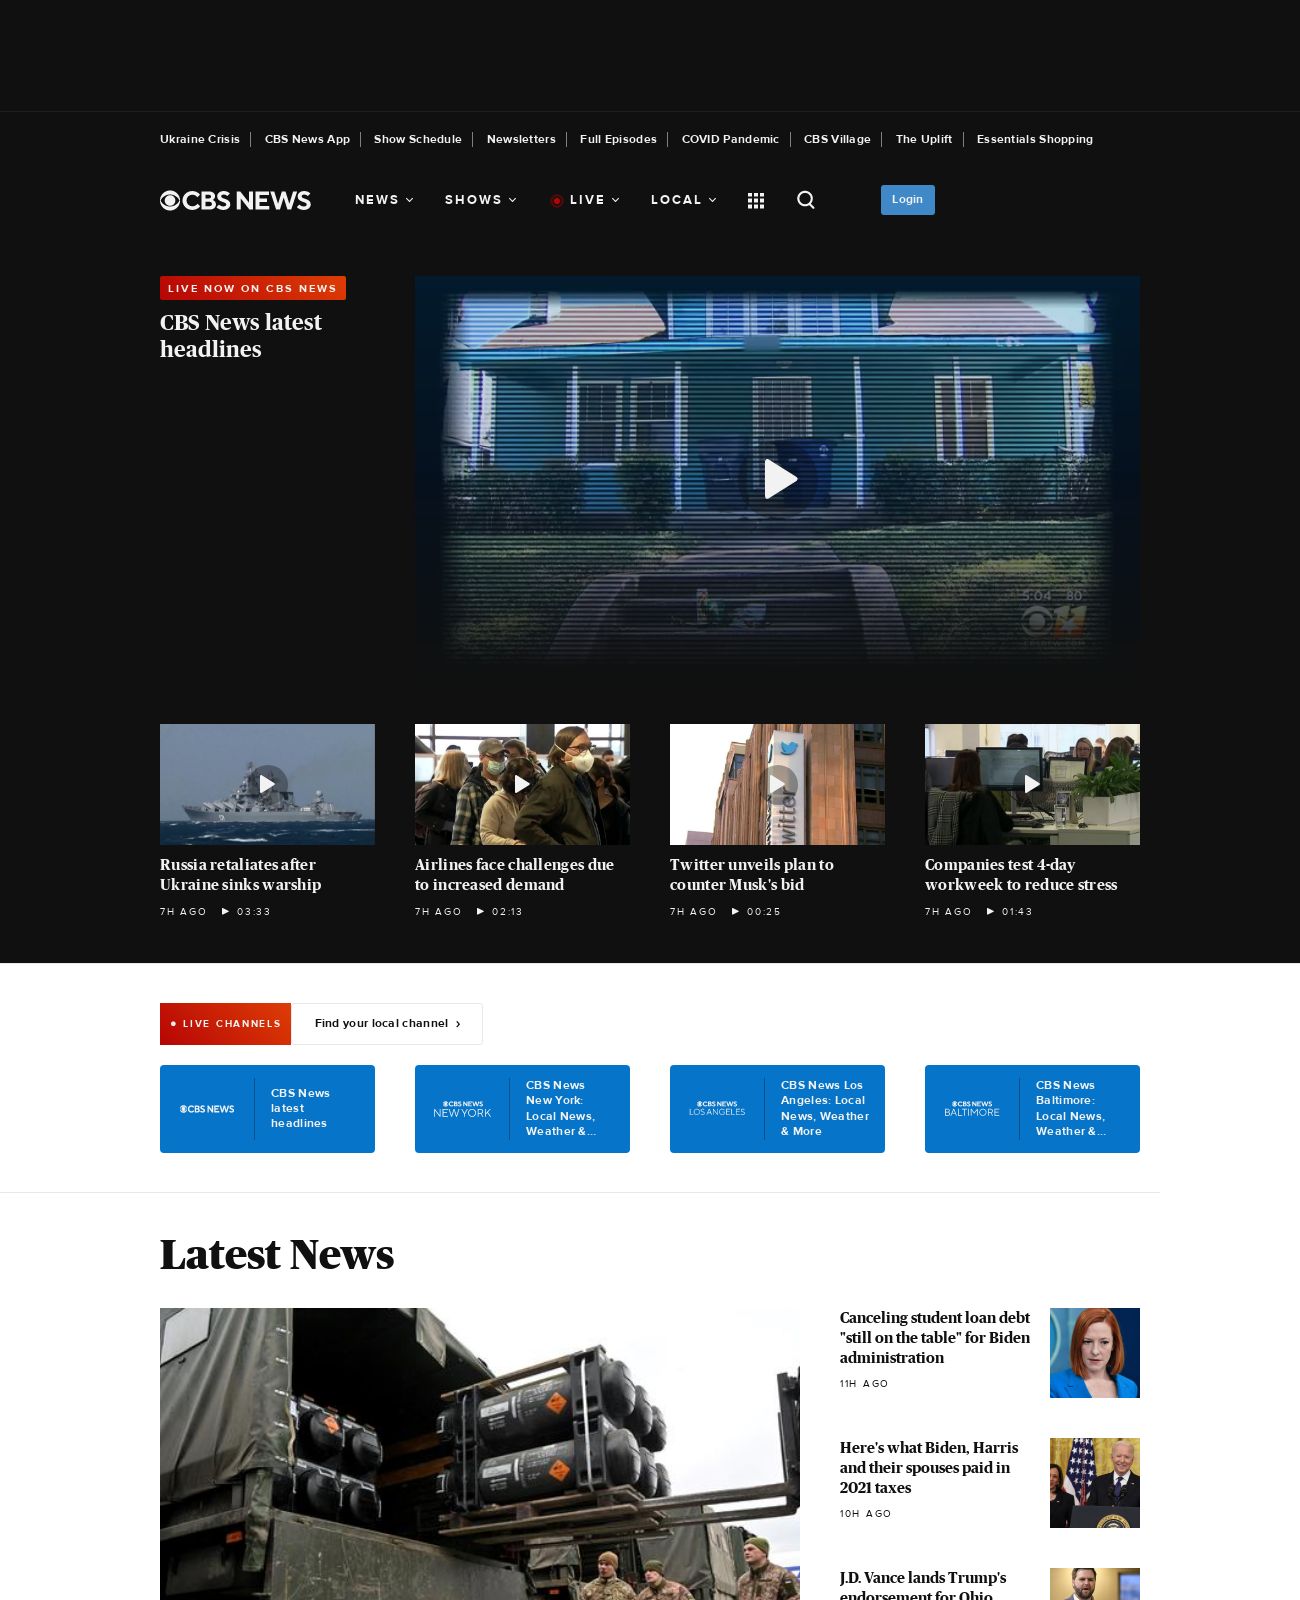 Ukraine Crisis
CBS News App
Show Schedule
Newsletters
Full Episodes
COVID Pandemic
CBS Village
The Uplift
Essentials Shopping
CBS NEWS
NEWS
SHOWS
LIVE
LOCAL
Login
LIVE NOW ON CBS NEWS
CBS News latest
headlines
5:04 80
11
Russia retaliates after
Ukraine sinks warship
7H AGO 03:33
Airlines face challenges due
to increased demand
7H AGO 02:13
twitter
Twitter unveils plan to
counter Musk's bid
7H AGO 00:25
Companies test 4-day
workweek to reduce stress
7H AGO 01:43
LIVE CHANNELS
Find your local channel ›
CBS NEWS
CBS News
latest
headlines
CBS NEWS
NEW YORK
CBS News
New York:
Local News,
Weather &...
CBS NEWS
LOS ANGELES
CBS News Los
Angeles: Local
News, Weather
& More
CBS NEWS
BALTIMORE
CBS News
Baltimore:
Local News,
Weather &...
Latest News
Canceling student loan debt
"still on the table" for Biden
administration
11H AGO
Here's what Biden, Harris
and their spouses paid in
2021 taxes
10H AGO
J.D. Vance lands Trump's
endorsement for Ohio